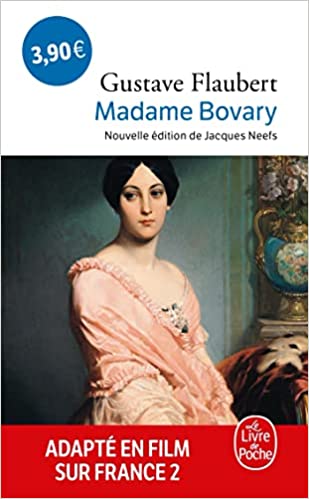 3,90€
Gustave Flaubert
Madame Bovary
Nouvelle édition de Jacques Neefs
ADAPTÉ EN FILM
SUR FRANCE 2
Le
Livre
de
Poche